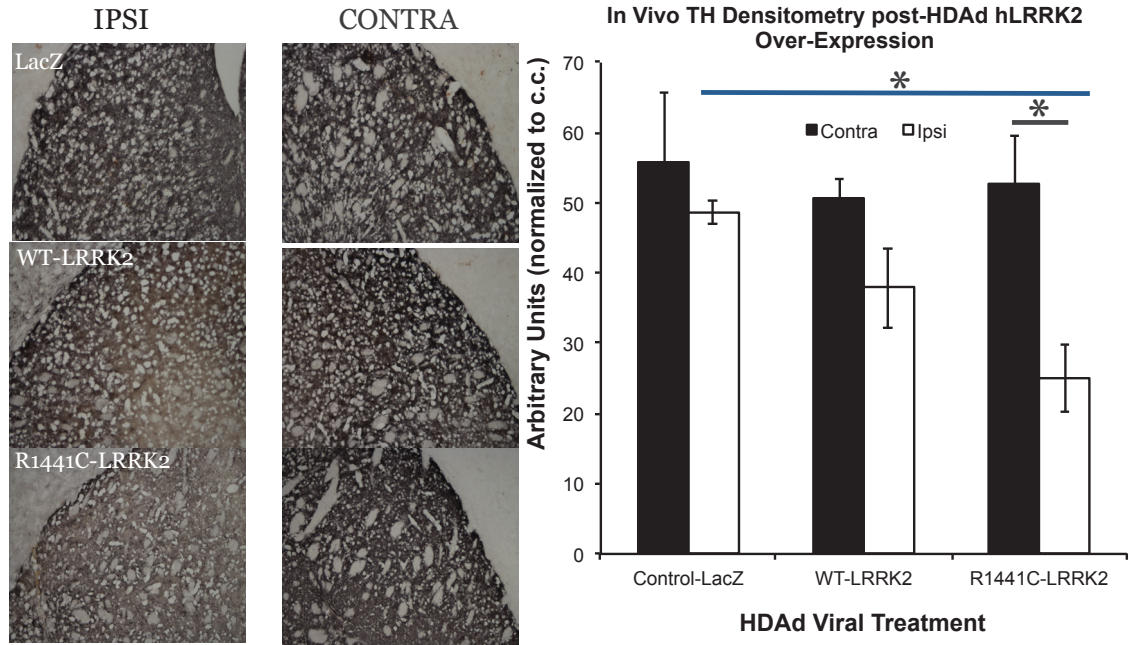 IPSI
CONTRA
LacZ
WT-LRRK2
R1441C-LRRK2
In Vivo TH Densitometry post-HDAd hLRRK2
Over-Expression
Arbitrary Units (normalized to c.c.)
70
60
50
40
30
20
10
0
*
*
Contra
Ipsi
Control-LacZ
WT-LRRK2
R1441C-LRRK2
HDAd Viral Treatment